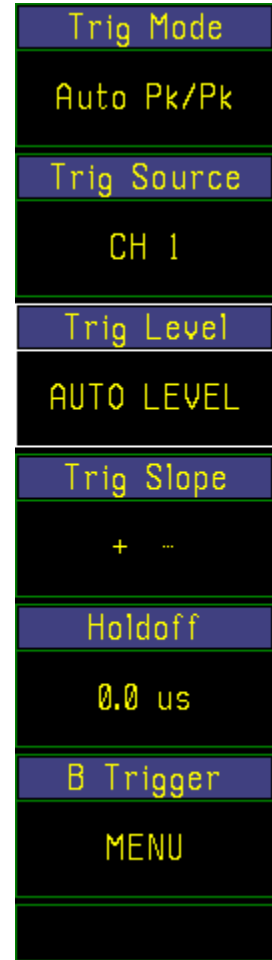 Trig Mode
Auto Pk/Pk
Trig Source
CH 1
Trig Level
AUTO LEVEL
Trig Slope
+ -
Holdoff
0.0 us
B Trigger
MENU